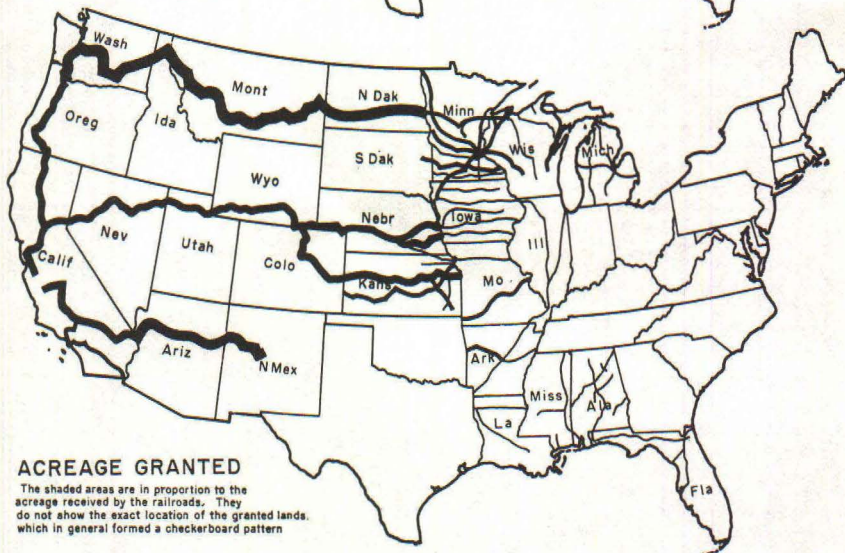 Wash
Mont
N Dak
Minn
Oreg
Ida
S Dak
Wis
Mich
Wyo
Nebr
Iowa
Nev
Utah
Colo
Ill
Calif
Kans
Mo
Ariz
N Mex
Ark
Miss
Ala
La
Fla
ACREAGE GRANTED
The shaded areas are in proportion to the
acreage received by the railroads. They
do not show the exact location of the granted lands,
which in general formed a checkerboard pattern